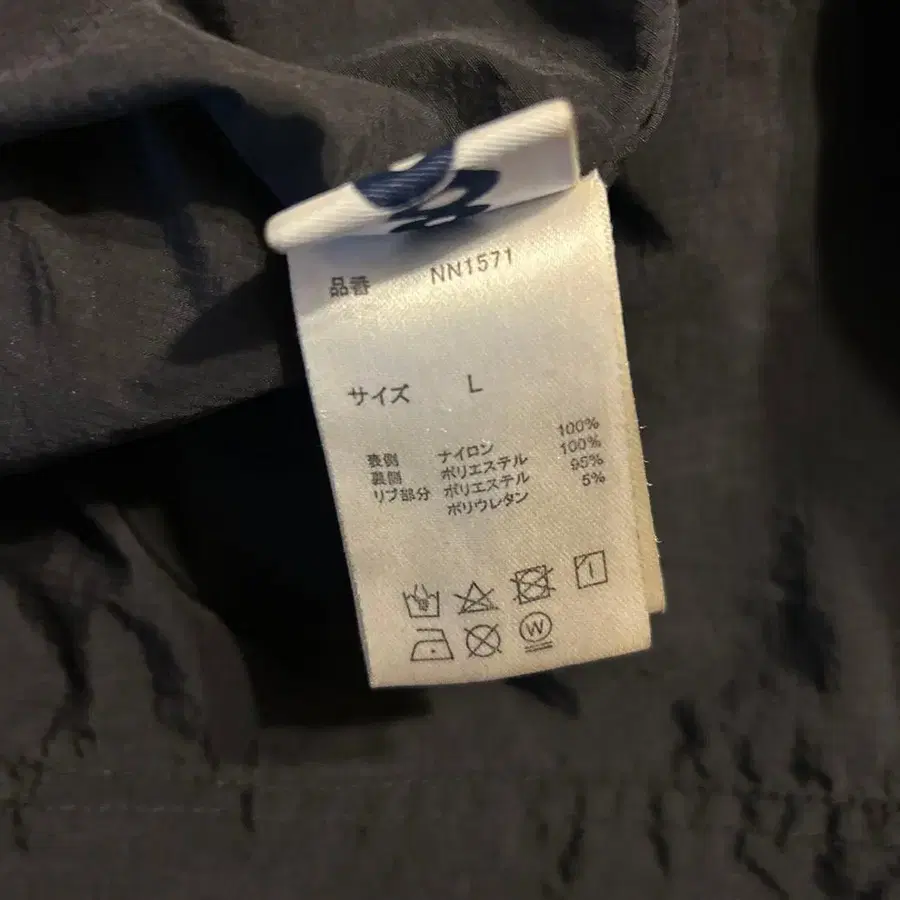 品番 NN1571
サイズ L
表側 ナイロン 100%
裏側 ポリエステル 100%
リブ部分 ポリエステル 95%
ポリウレタン 5%
W